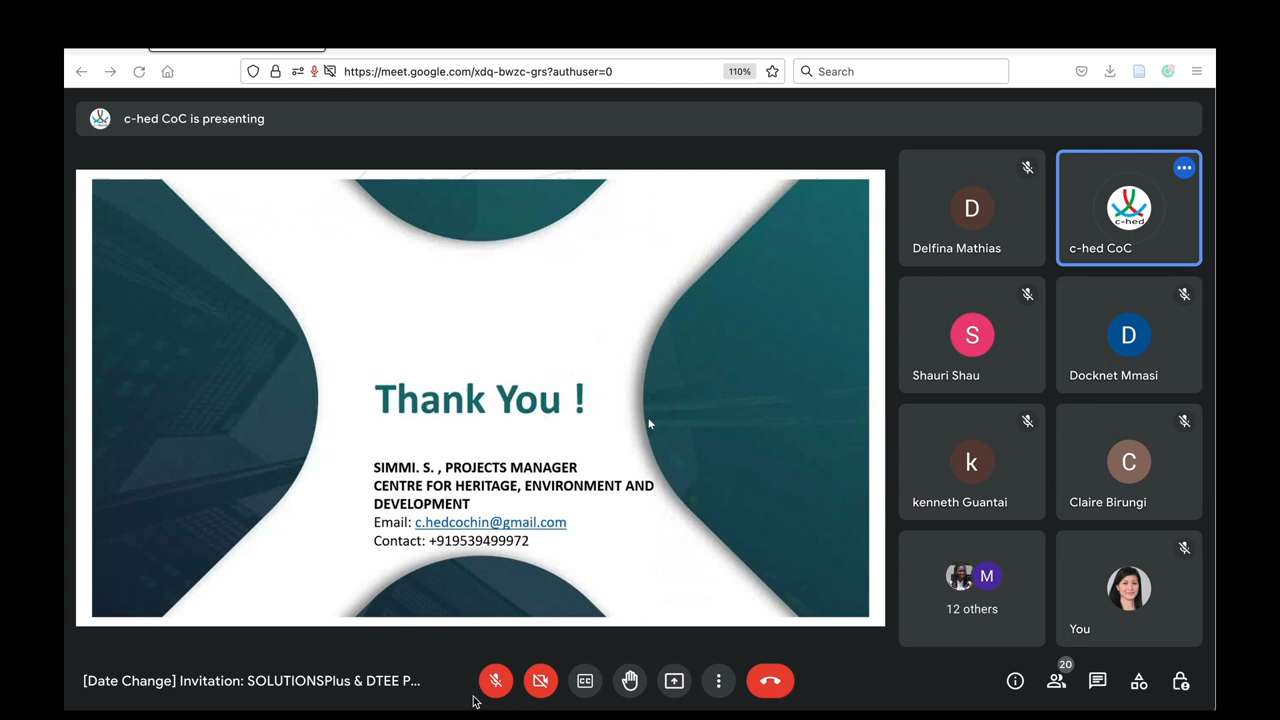 https://meet.google.com/xdq-bwzc-grs?authuser=0
110%
Search
c-hed CoC is presenting
Thank You !
SIMMI. S. , PROJECTS MANAGER
CENTRE FOR HERITAGE, ENVIRONMENT AND
DEVELOPMENT
Email: c.hedcochin@gmail.com
Contact: +919539499972
D
Delfina Mathias
c-hed
c-hed CoC
S
Shauri Shau
D
Docknet Mmasi
k
kenneth Guantai
C
Claire Birungi
M
12 others
You
[Date Change] Invitation: SOLUTIONSPlus & DTEE P...
CC
20